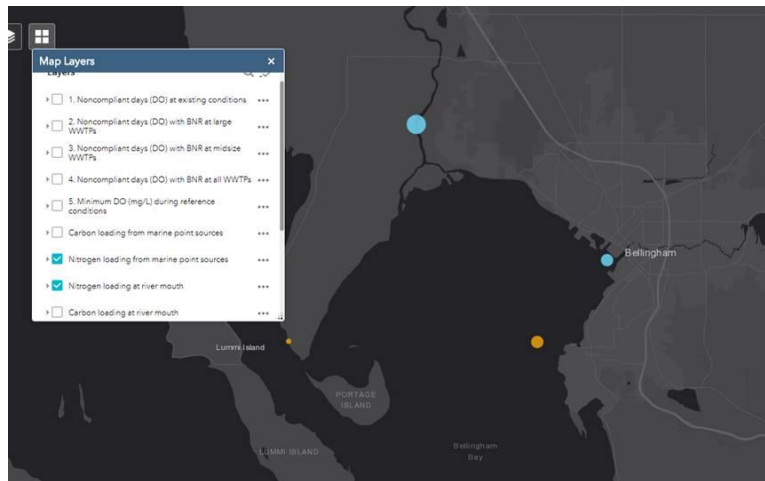 Map Layers
Layers
1. Noncompliant days (DO) at existing conditions
2. Noncompliant days (DO) with BNR at large
WWTPs
3. Noncompliant days (DO) with BNR at midsize
WWTPs
4. Noncompliant days (DO) with BNR at all WWTPs
5. Minimum DO (mg/L) during reference
conditions
Carbon loading from marine point sources
Nitrogen loading from marine point sources
Nitrogen loading at river mouth
Carbon loading at river mouth
Bellingham
Lummi Island
PORTAGE
ISLAND
LUMMI ISLAND
Bellingham
Bay